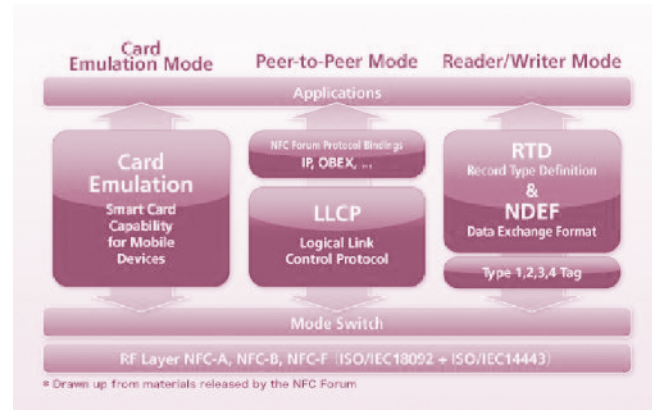 Card
Emulation Mode
Peer-to-Peer Mode
Reader/Writer Mode
Applications
Card
Emulation
Smart Card
Capability
for Mobile
Devices
NFC Forum Protocol Bindings
IP, OBEX, ...
LLCP
Logical Link
Control Protocol
RTD
Record Type Definition
&
NDEF
Data Exchange Format
Type 1,2,3,4 Tag
Mode Switch
RF Layer NFC-A, NFC-B, NFC-F (ISO/IEC18092 + ISO/IEC14443)
* Drawn up from materials released by the NFC Forum